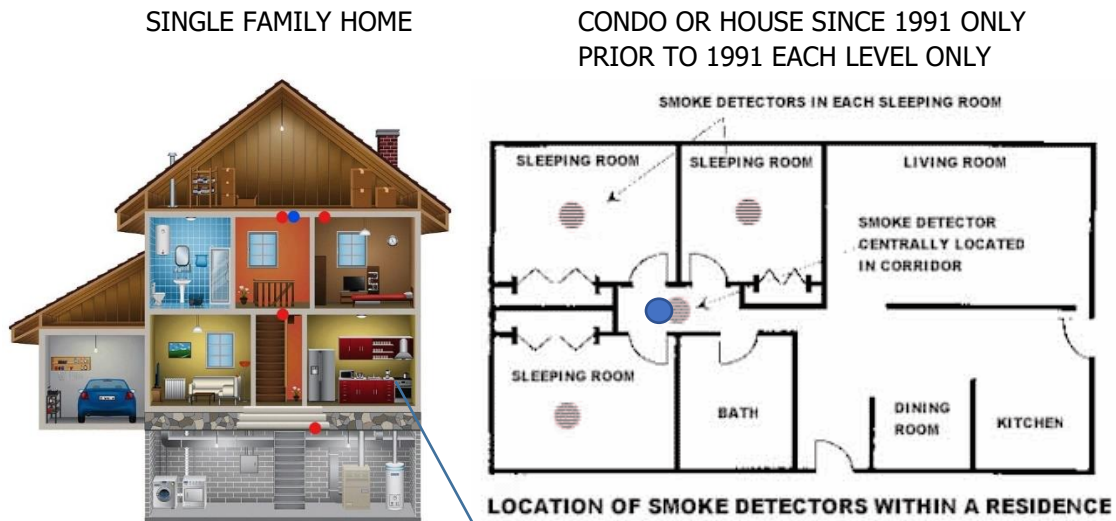 SINGLE FAMILY HOME
CONDO OR HOUSE SINCE 1991 ONLY
PRIOR TO 1991 EACH LEVEL ONLY
SMOKE DETECTORS IN EACH SLEEPING ROOM
SLEEPING ROOM
SLEEPING ROOM
LIVING ROOM
SMOKE DETECTOR
CENTRALLY LOCATED
IN CORRIDOR
SLEEPING ROOM
BATH
DINING
ROOM
KITCHEN
LOCATION OF SMOKE DETECTORS WITHIN A RESIDENCE